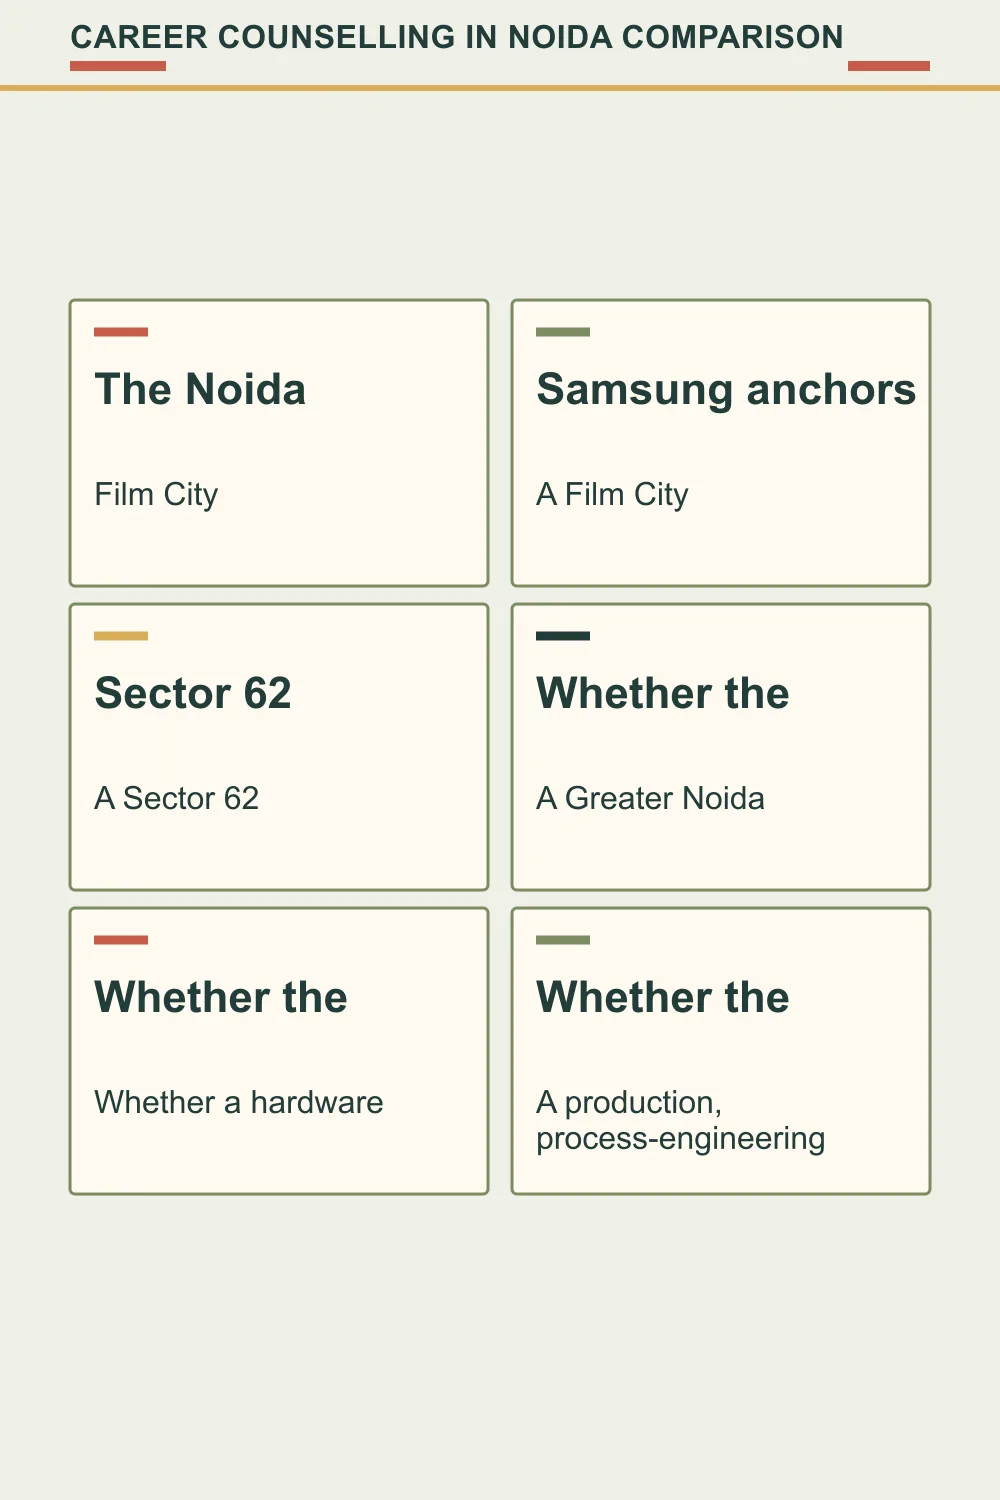 CAREER COUNSELLING IN NOIDA COMPARISON
The Noida
Film City
Samsung anchors
A Film City
Sector 62
A Sector 62
Whether the
A Greater Noida
Whether the
Whether a hardware
Whether the
A production,
process-engineering